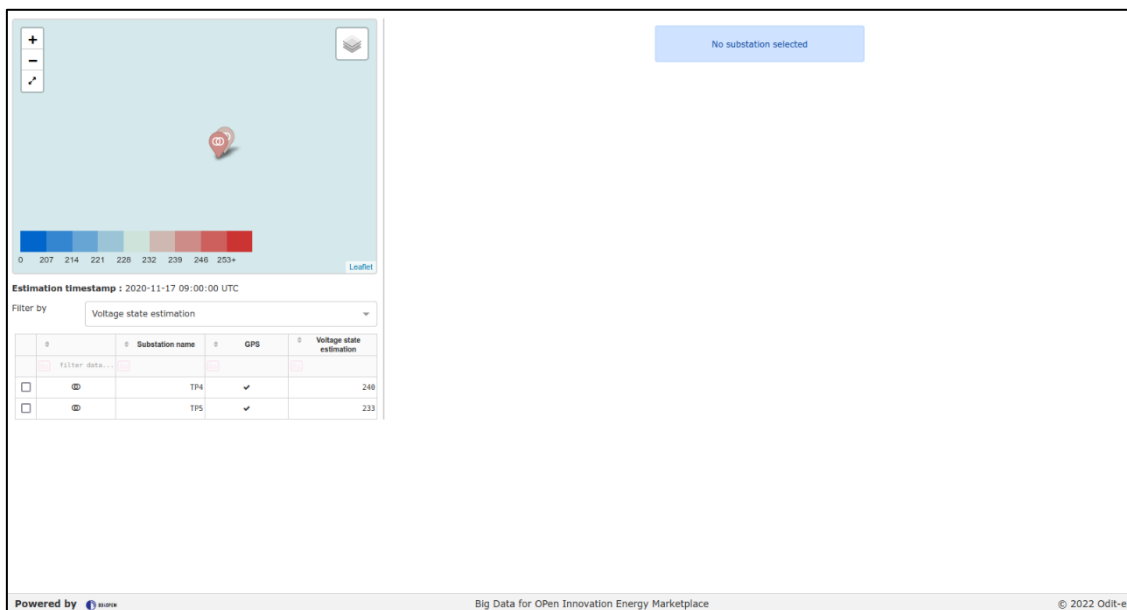 +
−
No substation selected
0 207 214 221 228 232 239 246 253+
Leaflet
Estimation timestamp : 2020-11-17 09:00:00 UTC
Filter by
Voltage state estimation
Substation name GPS Voltage state
estimation
filter data...
TP4 240
TP5 233
Powered by BD4OPEM Big Data for OPen Innovation Energy Marketplace © 2022 Odit-e